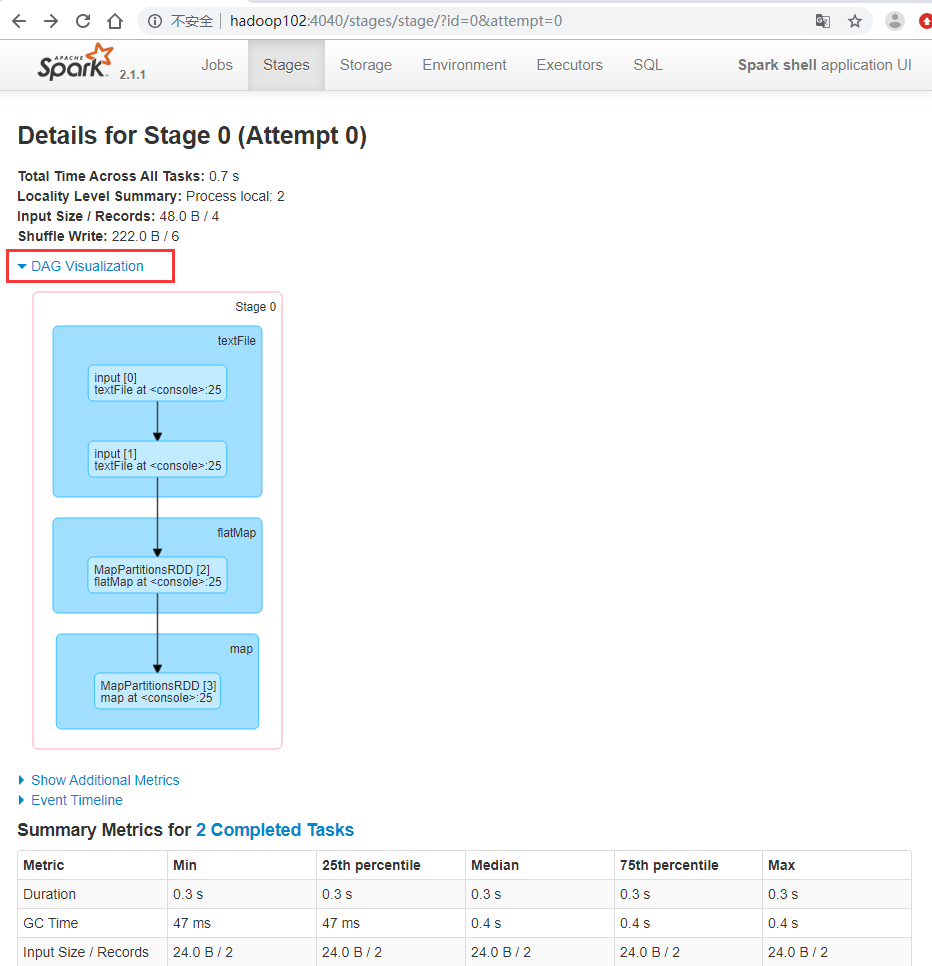 不安全 | hadoop102:4040/stages/stage/?id=0&attempt=0
APACHE Spark 2.1.1 Jobs Stages Storage Environment Executors SQL Spark shell application UI
Details for Stage 0 (Attempt 0)
Total Time Across All Tasks: 0.7 s
Locality Level Summary: Process local: 2
Input Size / Records: 48.0 B / 4
Shuffle Write: 222.0 B / 6
DAG Visualization
Stage 0
textFile
input [0]
textFile at <console>:25
input [1]
textFile at <console>:25
flatMap
MapPartitionsRDD [2]
flatMap at <console>:25
map
MapPartitionsRDD [3]
map at <console>:25
Show Additional Metrics
Event Timeline
Summary Metrics for 2 Completed Tasks
Metric Min 25th percentile Median 75th percentile Max
Duration 0.3 s 0.3 s 0.3 s 0.3 s 0.3 s
GC Time 47 ms 47 ms 0.4 s 0.4 s 0.4 s
Input Size / Records 24.0 B / 2 24.0 B / 2 24.0 B / 2 24.0 B / 2 24.0 B / 2